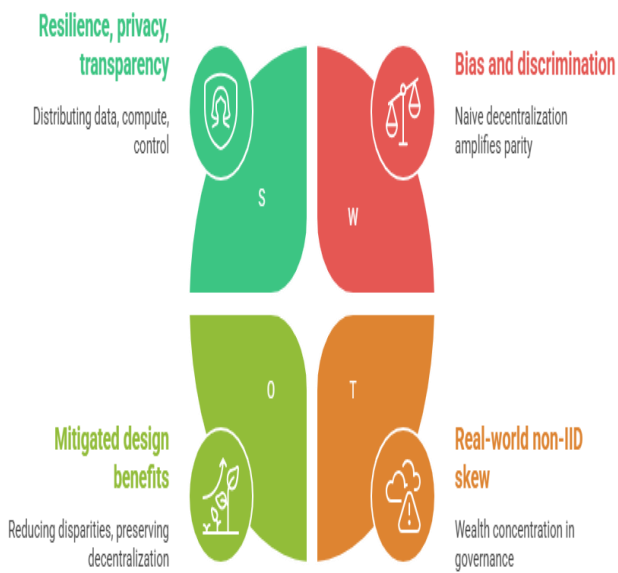 Resilience, privacy,
transparency
Distributing data, compute,
control
S
Bias and discrimination
Naive decentralization
amplifies parity
W
Mitigated design
benefits
Reducing disparities, preserving
decentralization
O
Real-world non-IID
skew
Wealth concentration in
governance
T